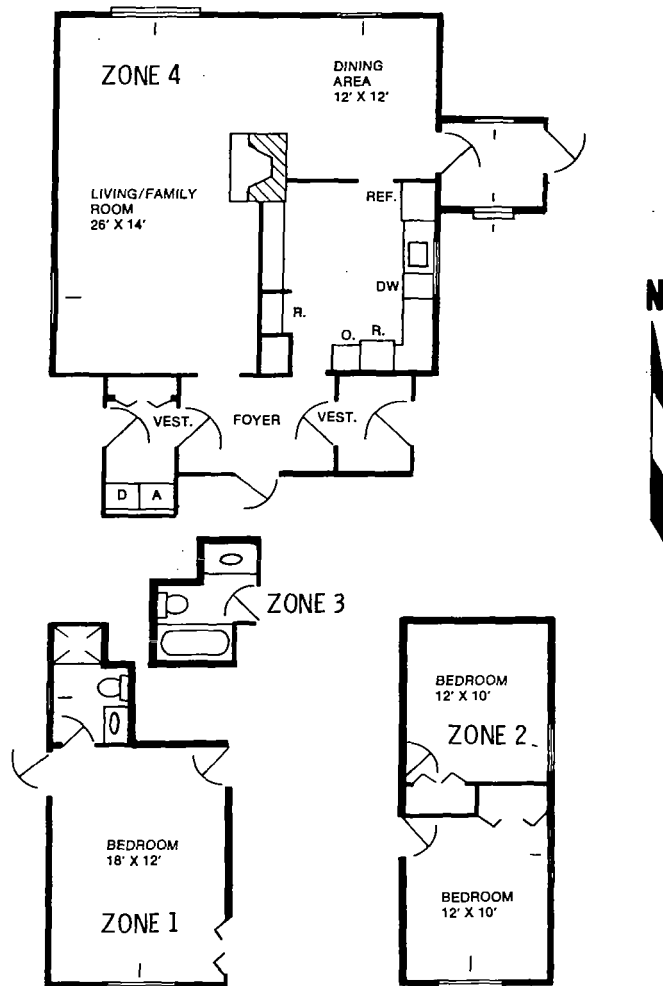 ZONE 4
DINING
AREA
12' X 12'
LIVING/FAMILY
ROOM
26' X 14'
REF.
DW
R.
O.
R.
N
VEST.
FOYER
VEST.
D
A
ZONE 3
BEDROOM
12' X 10'
ZONE 2
BEDROOM
18' X 12'
ZONE 1
BEDROOM
12' X 10'